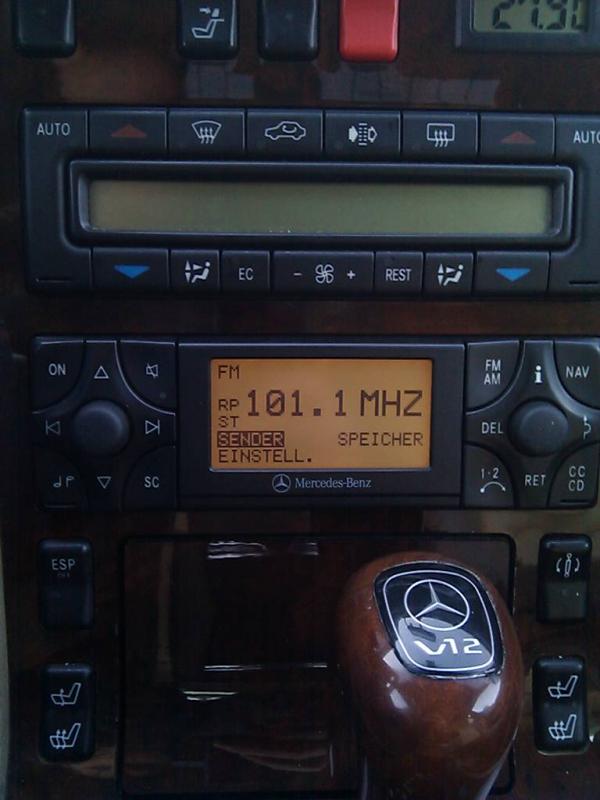 AUTO
AUTO
EC
- +
REST
ON
FM
FM
AM
i
NAV
RP 101.1 MHZ
ST
DEL
SENDER SPEICHER
EINSTELL.
SC
1-2
RET
CC
CD
Mercedes-Benz
ESP
V12